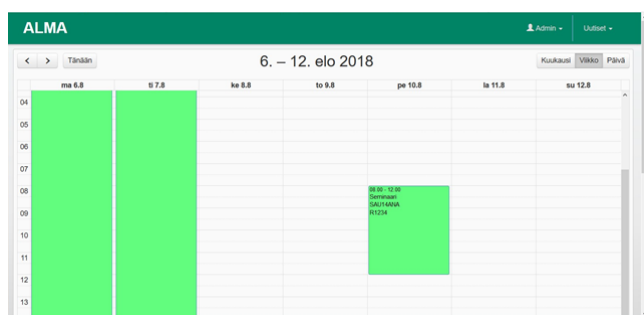 ALMA
Admin
Uutiset
Tänään
6. – 12. elo 2018
Kuukausi Viikko Päivä
ma 6.8 ti 7.8 ke 8.8 to 9.8 pe 10.8 la 11.8 su 12.8
04
05
06
07
08
08:00 - 12:00
Seminaari
SAU14ANA
R1234
09
10
11
12
13